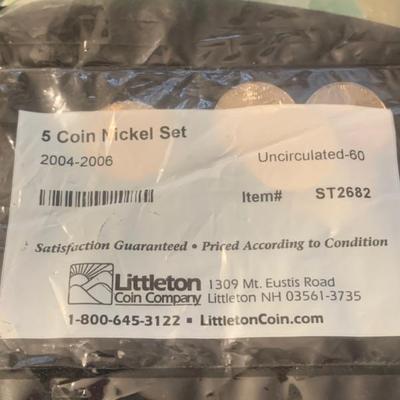 5 Coin Nickel Set
2004-2006 Uncirculated-60
Item# ST2682
Satisfaction Guaranteed • Priced According to Condition
Littleton
Coin Company
1309 Mt. Eustis Road
Littleton NH 03561-3735
1-800-645-3122 ▪ LittletonCoin.com